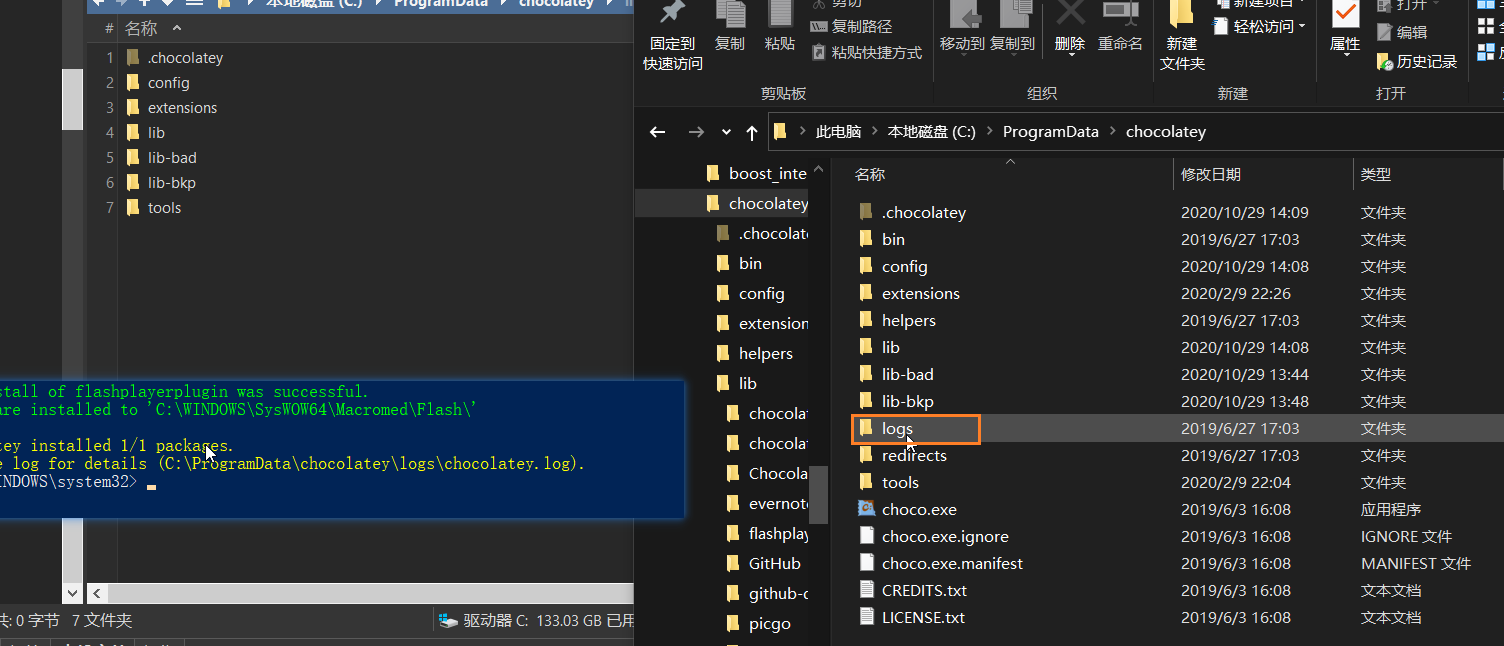 本地磁盘 (C:) ProgramData chocolatey
# 名称
1 .chocolatey
2 config
3 extensions
4 lib
5 lib-bad
6 lib-bkp
7 tools
stall of flashplayerplugin was successful.
are installed to 'C:\WINDOWS\SysWOW64\Macromed\Flash\'
tey installed 1/1 packages.
e log for details (C:\ProgramData\chocolatey\logs\chocolatey.log).
INDOWS\system32>
共: 0 字节 7 文件夹
驱动器 C: 133.03 GB 已用
固定到
快速访问
复制
粘贴
剪切
复制路径
粘贴快捷方式
剪贴板
移动到
复制到
删除
重命名
组织
新建
文件夹
新建项目
轻松访问
新建
属性
打开
编辑
历史记录
打开
此电脑 本地磁盘 (C:) ProgramData chocolatey
boost_inte
chocolatey
.chocolate
bin
config
extension
helpers
lib
chocolat
chocolat
Chocola
evernot
flashplay
GitHub
github-d
picgo
名称 修改日期 类型
.chocolatey 2020/10/29 14:09 文件夹
bin 2019/6/27 17:03 文件夹
config 2020/10/29 14:08 文件夹
extensions 2020/2/9 22:26 文件夹
helpers 2019/6/27 17:03 文件夹
lib 2020/10/29 14:08 文件夹
lib-bad 2020/10/29 13:44 文件夹
lib-bkp 2020/10/29 13:48 文件夹
logs 2019/6/27 17:03 文件夹
redirects 2019/6/27 17:03 文件夹
tools 2020/2/9 22:04 文件夹
choco.exe 2019/6/3 16:08 应用程序
choco.exe.ignore 2019/6/3 16:08 IGNORE 文件
choco.exe.manifest 2019/6/3 16:08 MANIFEST 文件
CREDITS.txt 2019/6/3 16:08 文本文档
LICENSE.txt 2019/6/3 16:08 文本文档